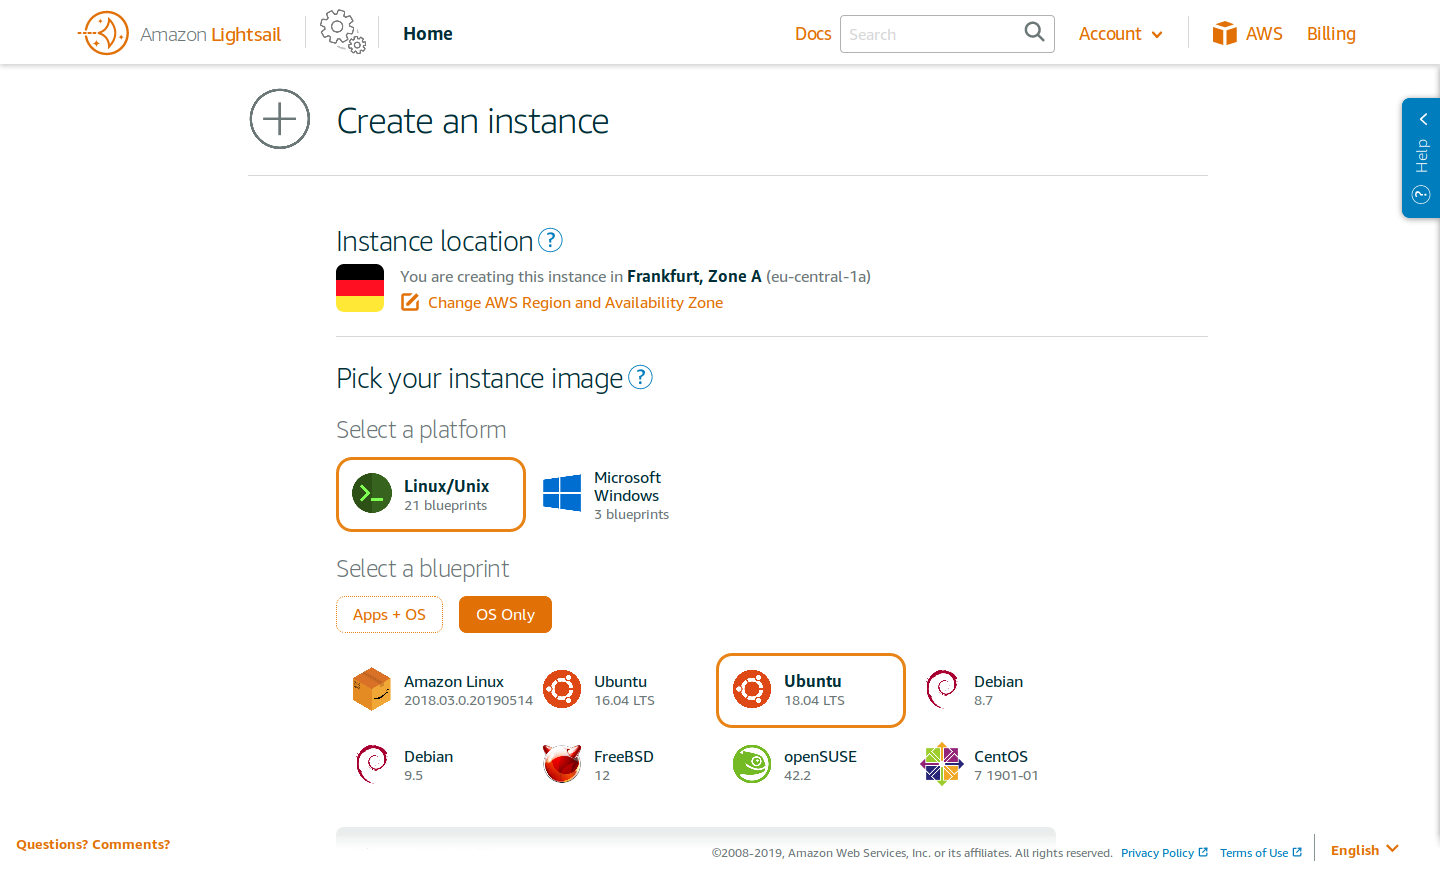 Amazon Lightsail
Home
Docs
Search
Account
AWS
Billing
Create an instance
Help
Instance location ?
You are creating this instance in Frankfurt, Zone A (eu-central-1a)
Change AWS Region and Availability Zone
Pick your instance image ?
Select a platform
Linux/Unix
21 blueprints
Microsoft
Windows
3 blueprints
Select a blueprint
Apps + OS
OS Only
Amazon Linux
2018.03.0.20190514
Ubuntu
16.04 LTS
Ubuntu
18.04 LTS
Debian
8.7
Debian
9.5
FreeBSD
12
openSUSE
42.2
CentOS
7 1901-01
Questions? Comments?
©2008-2019, Amazon Web Services, Inc. or its affiliates. All rights reserved.
Privacy Policy
Terms of Use
English